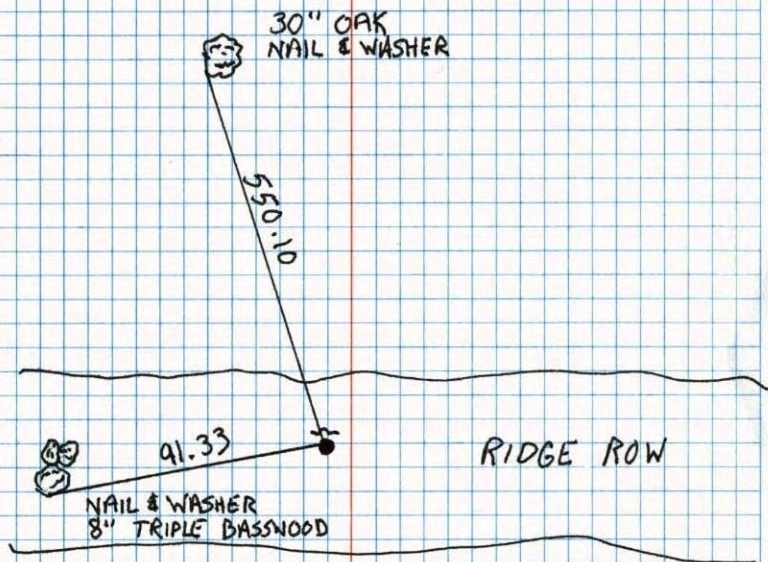 30" OAK
NAIL & WASHER
550.10
91.33
RIDGE ROW
NAIL & WASHER
8" TRIPLE BASSWOOD